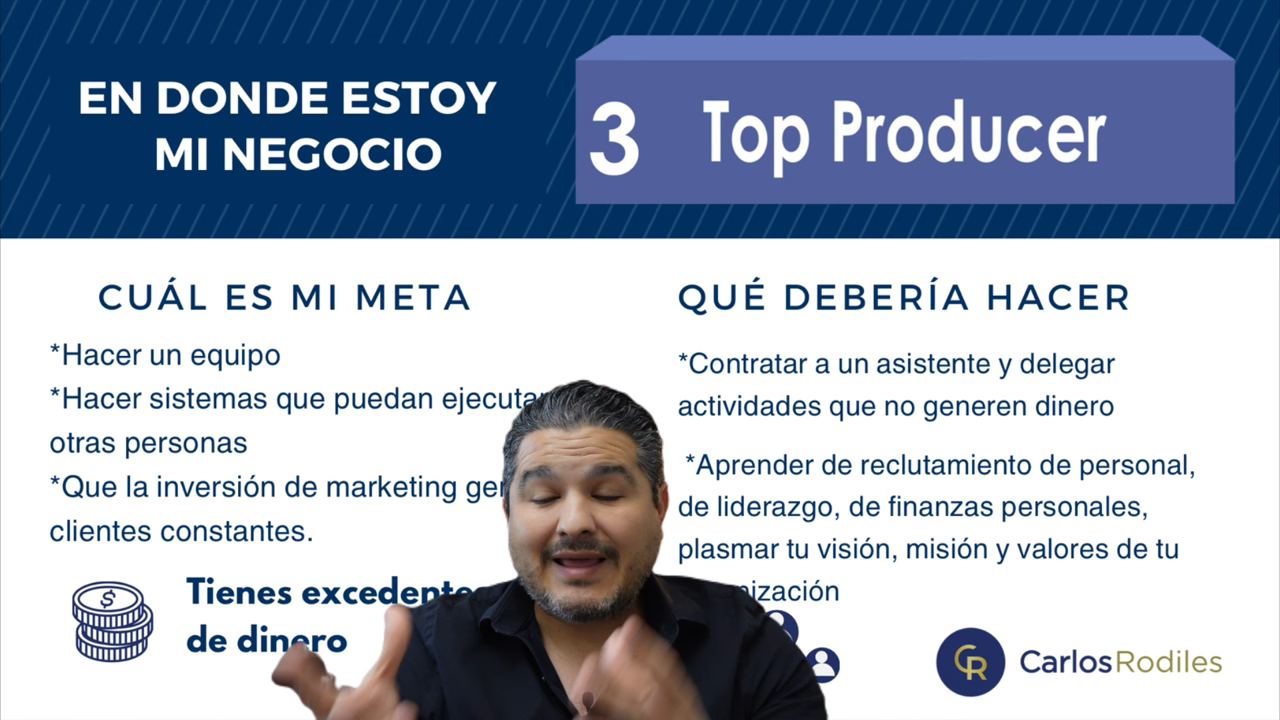 EN DONDE ESTOY
MI NEGOCIO
3 Top Producer
CUÁL ES MI META
*Hacer un equipo
*Hacer sistemas que puedan
otras personas
*Que la inversión de marketing
clientes constantes.
Tienes
de dinero
QUÉ DEBERÍA HACER
*Contratar a un asistente y delegar
actividades que no generen dinero
*Aprender de reclutamiento de personal,
de liderazgo, de finanzas personales,
plasmar tu visión, misión y valores de tu
CR CarlosRodiles